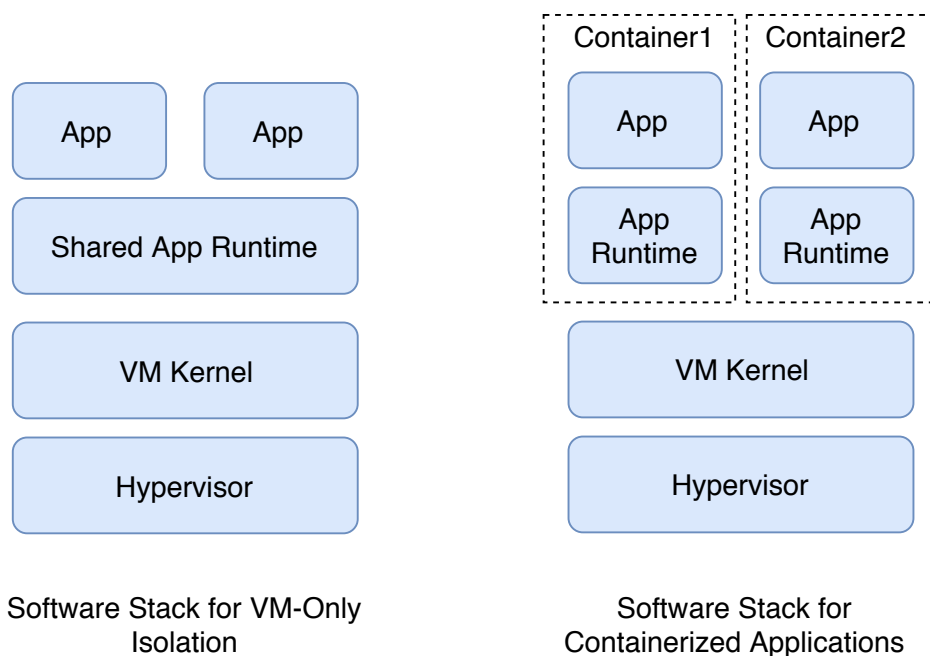 App
App
Shared App Runtime
VM Kernel
Hypervisor
Software Stack for VM-Only
Isolation
Container1
Container2
App
App
App
Runtime
App
Runtime
VM Kernel
Hypervisor
Software Stack for
Containerized Applications